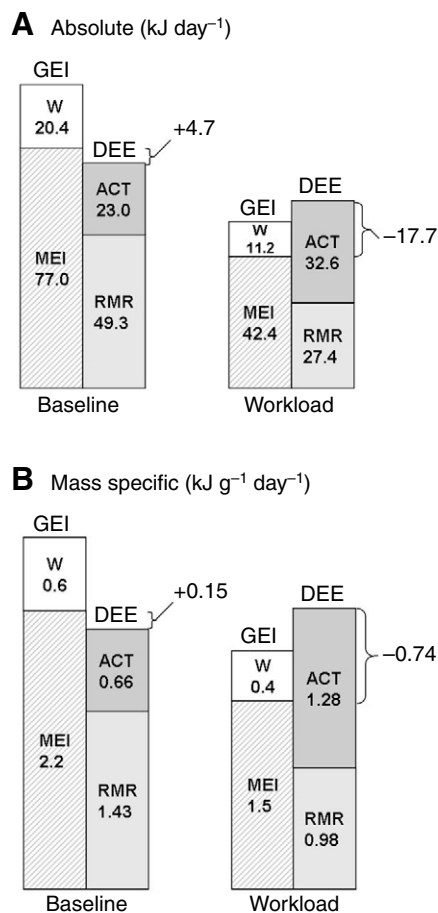 A Absolute (kJ day⁻¹)
GEI
W
20.4
DEE
+4.7
ACT
23.0
MEI
77.0
RMR
49.3
Baseline
GEI
DEE
W
11.2
ACT
32.6
−17.7
MEI
42.4
RMR
27.4
Workload
B Mass specific (kJ g⁻¹ day⁻¹)
GEI
W
0.6
DEE
+0.15
ACT
0.66
MEI
2.2
RMR
1.43
Baseline
GEI
DEE
W
0.4
ACT
1.28
−0.74
MEI
1.5
RMR
0.98
Workload